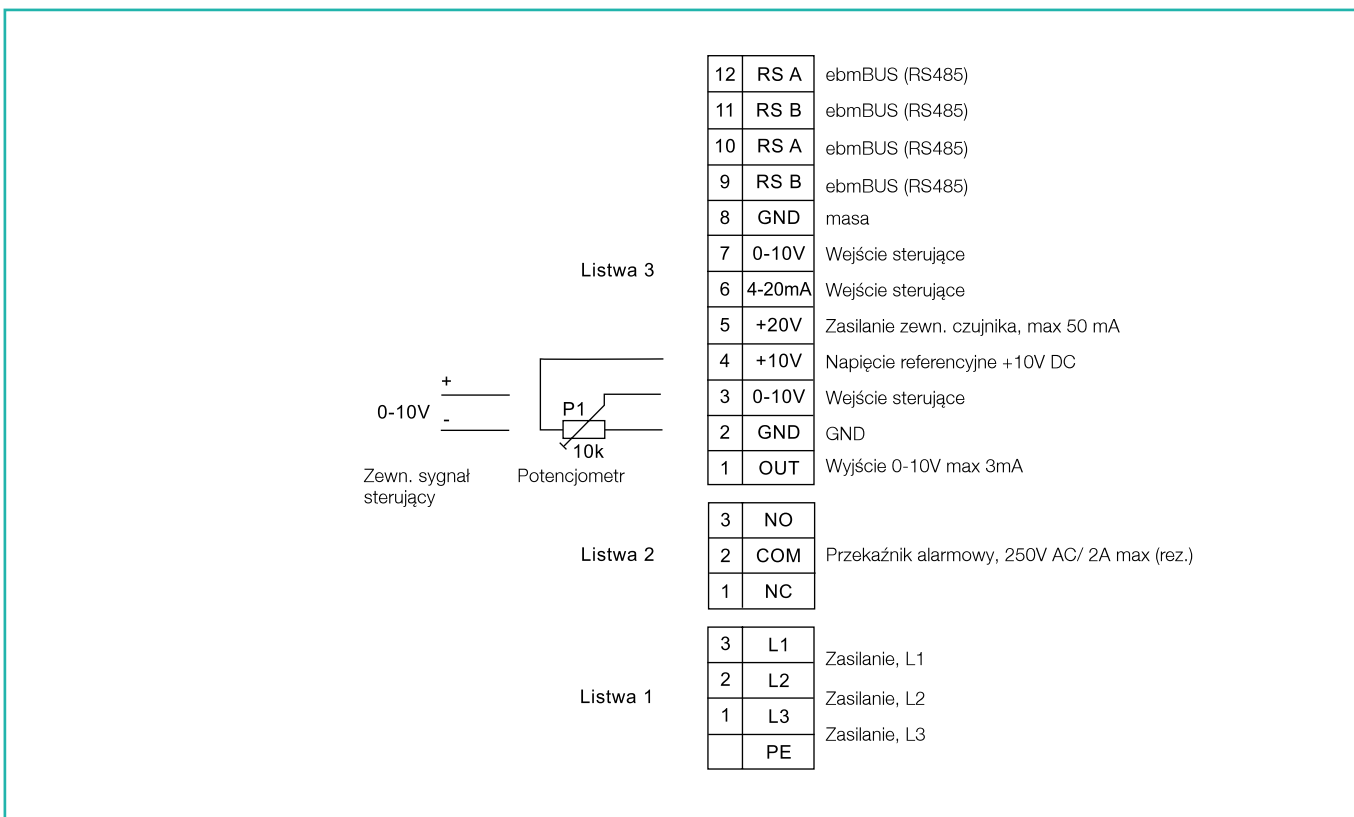 12 RS A ebmBUS (RS485)
11 RS B ebmBUS (RS485)
10 RS A ebmBUS (RS485)
9 RS B ebmBUS (RS485)
8 GND masa
7 0-10V Wejście sterujące
Listwa 3
6 4-20mA Wejście sterujące
5 +20V Zasilanie zewn. czujnika, max 50 mA
4 +10V Napięcie referencyjne +10V DC
+
3 0-10V Wejście sterujące
0-10V
P1
-
2 GND GND
10k
1 OUT Wyjście 0-10V max 3mA
Zewn. sygnał
sterujący
Potencjometr
3 NO
Listwa 2
2 COM Przekaźnik alarmowy, 250V AC/ 2A max (rez.)
1 NC
3 L1 Zasilanie, L1
2 L2 Zasilanie, L2
Listwa 1
1 L3 Zasilanie, L3
PE